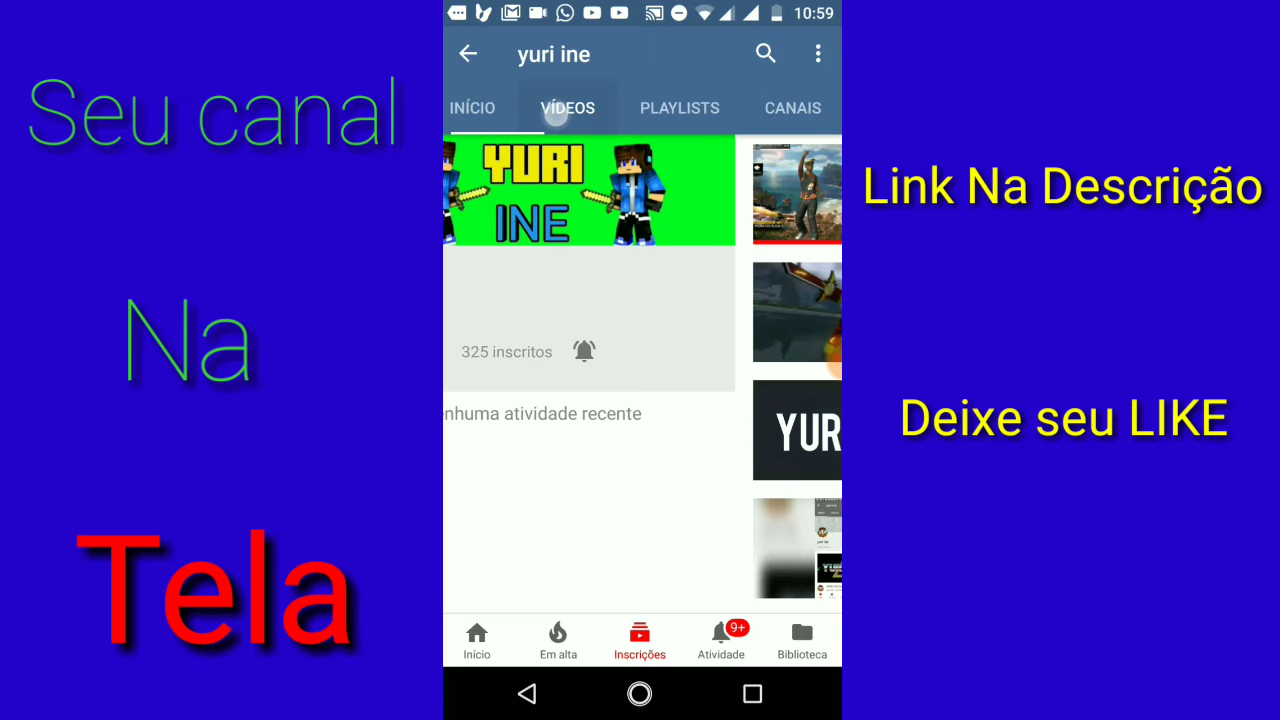 Seu canal
Na
Tela
10:59
yuri ine
INÍCIO VÍDEOS PLAYLISTS CANAIS
YURI
INE
325 inscritos
enhuma atividade recente
YUR
9+
Início Em alta Inscrições Atividade Biblioteca
Link Na Descrição
Deixe seu LIKE